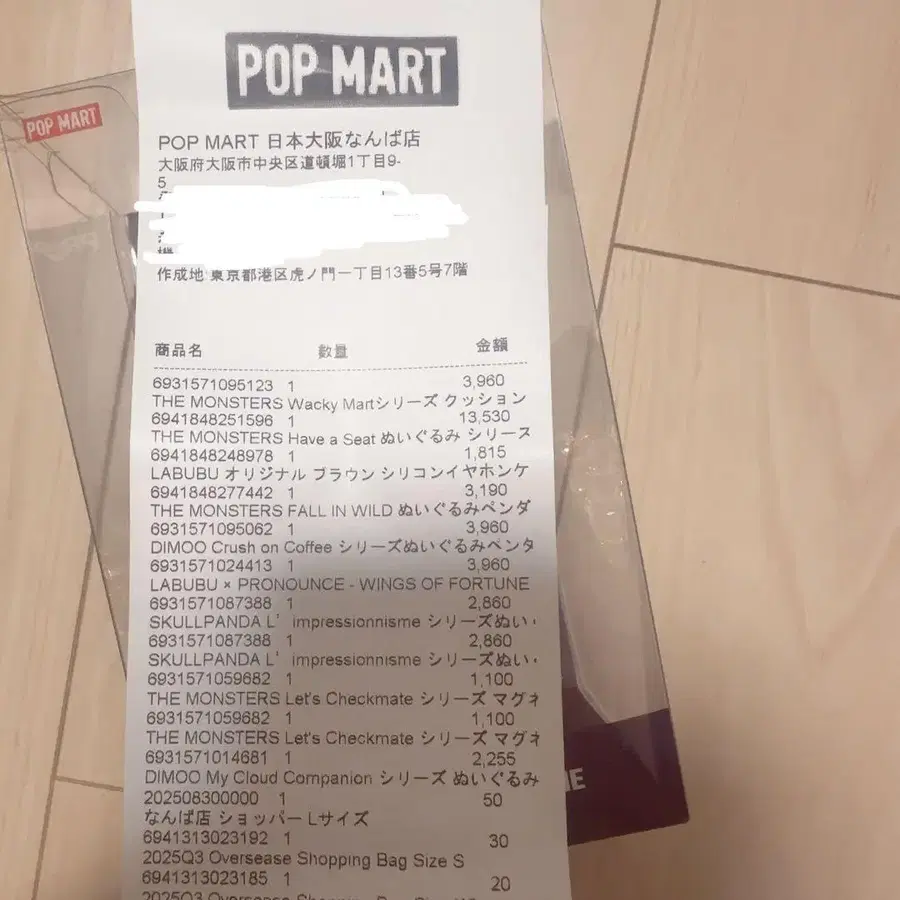 POP MART
POP MART
POP MART 日本大阪なんば店
大阪府大阪市中央区道頓堀1丁目9-
5
作成地 東京都港区虎ノ門一丁目13番5号7階
商品名 数量 金額
6931571095123 1 3,960
THE MONSTERS Wacky Martシリーズ クッション
6941848251596 1 13,530
THE MONSTERS Have a Seat ぬいぐるみ シリーズ
6941848248978 1 1,815
LABUBU オリジナル ブラウン シリコンイヤホンケ
6941848277442 1 3,190
THE MONSTERS FALL IN WILD ぬいぐるみペンダ
6931571095062 1 3,960
DIMOO Crush on Coffee シリーズぬいぐるみペンタ
6931571024413 1 3,960
LABUBU × PRONOUNCE - WINGS OF FORTUNE
6931571087388 1 2,860
SKULLPANDA L' impressionnisme シリーズぬい
6931571087388 1 2,860
SKULLPANDA L' impressionnisme シリーズぬい
6931571059682 1 1,100
THE MONSTERS Let's Checkmate シリーズ マグネ
6931571059682 1 1,100
THE MONSTERS Let's Checkmate シリーズ マグネ
6931571014681 1 2,255
DIMOO My Cloud Companion シリーズ ぬいぐるみ
202508300000 1 50
なんば店 ショッパー Lサイズ
6941313023192 1 30
2025Q3 Oversease Shopping Bag Size S
6941313023185 1 20
2025Q3 Oversease Shopping